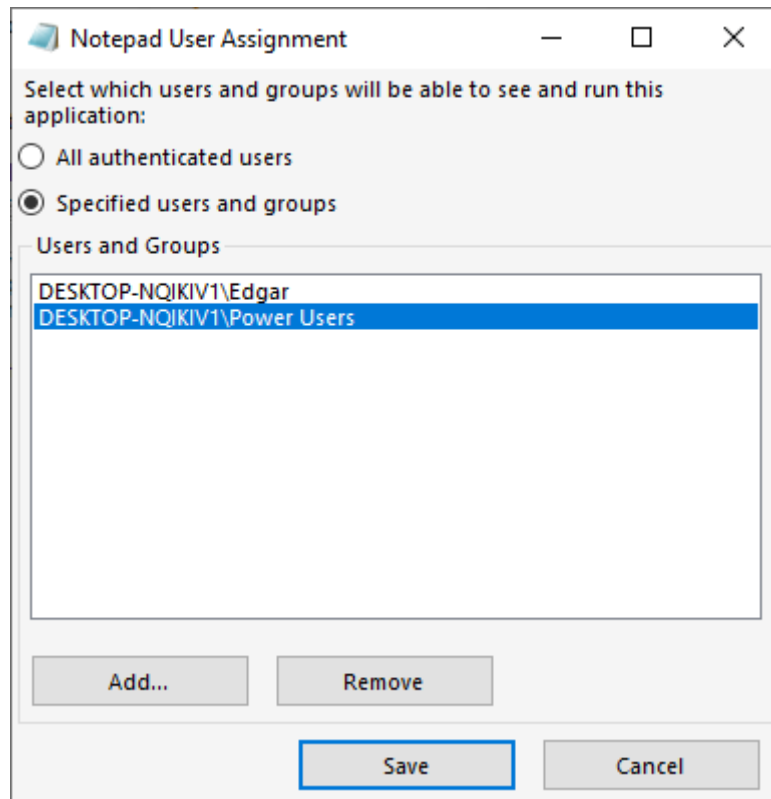 Notepad User Assignment
Select which users and groups will be able to see and run this
application:
All authenticated users
Specified users and groups
Users and Groups
DESKTOP-NQIKIV1\Edgar
DESKTOP-NQIKIV1\Power Users
Add... Remove
Save Cancel